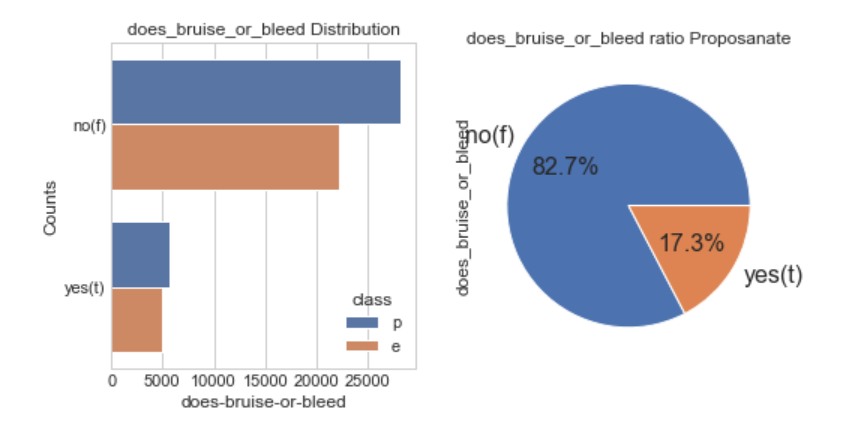 does_bruise_or_bleed Distribution
no(f)
yes(t)
Counts
class
p
e
0 5000 10000 15000 20000 25000
does-bruise-or-bleed
does_bruise_or_bleed ratio Proposanate
does_bruise_or_bleed
no(f)
82.7%
17.3%
yes(t)